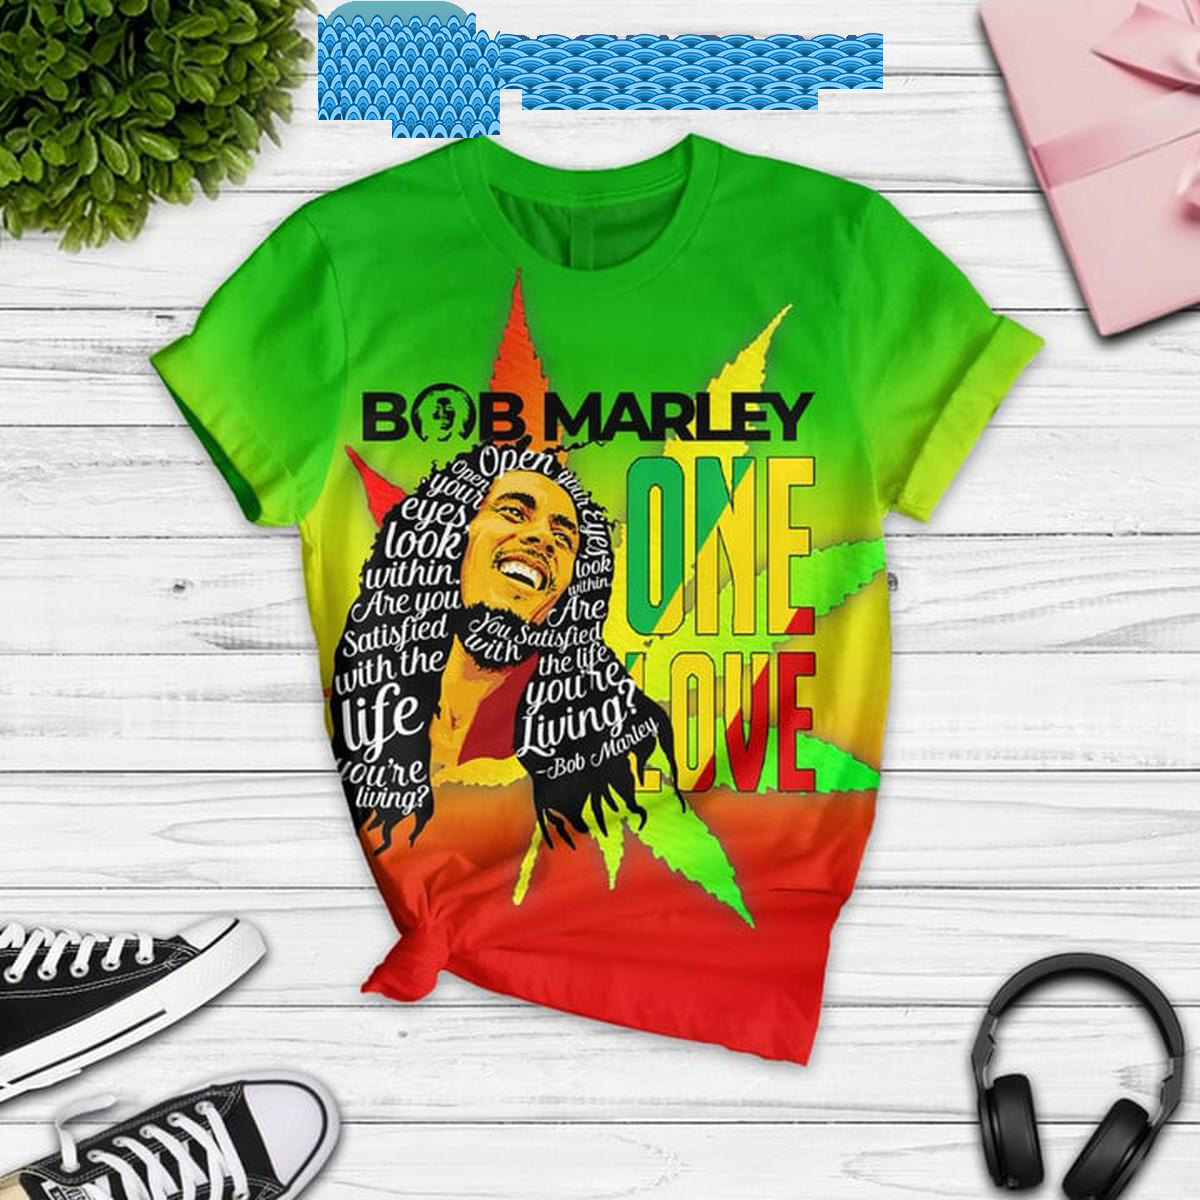 BOB MARLEY
ONE
LOVE
Open
Open
your
eyes
look
within.
Are you
Satisfied
with the
life
you're
living?
your
Eyes,
look
within.
Are
You Satisfied
with
the life
you're
Living?
-Bob Marley